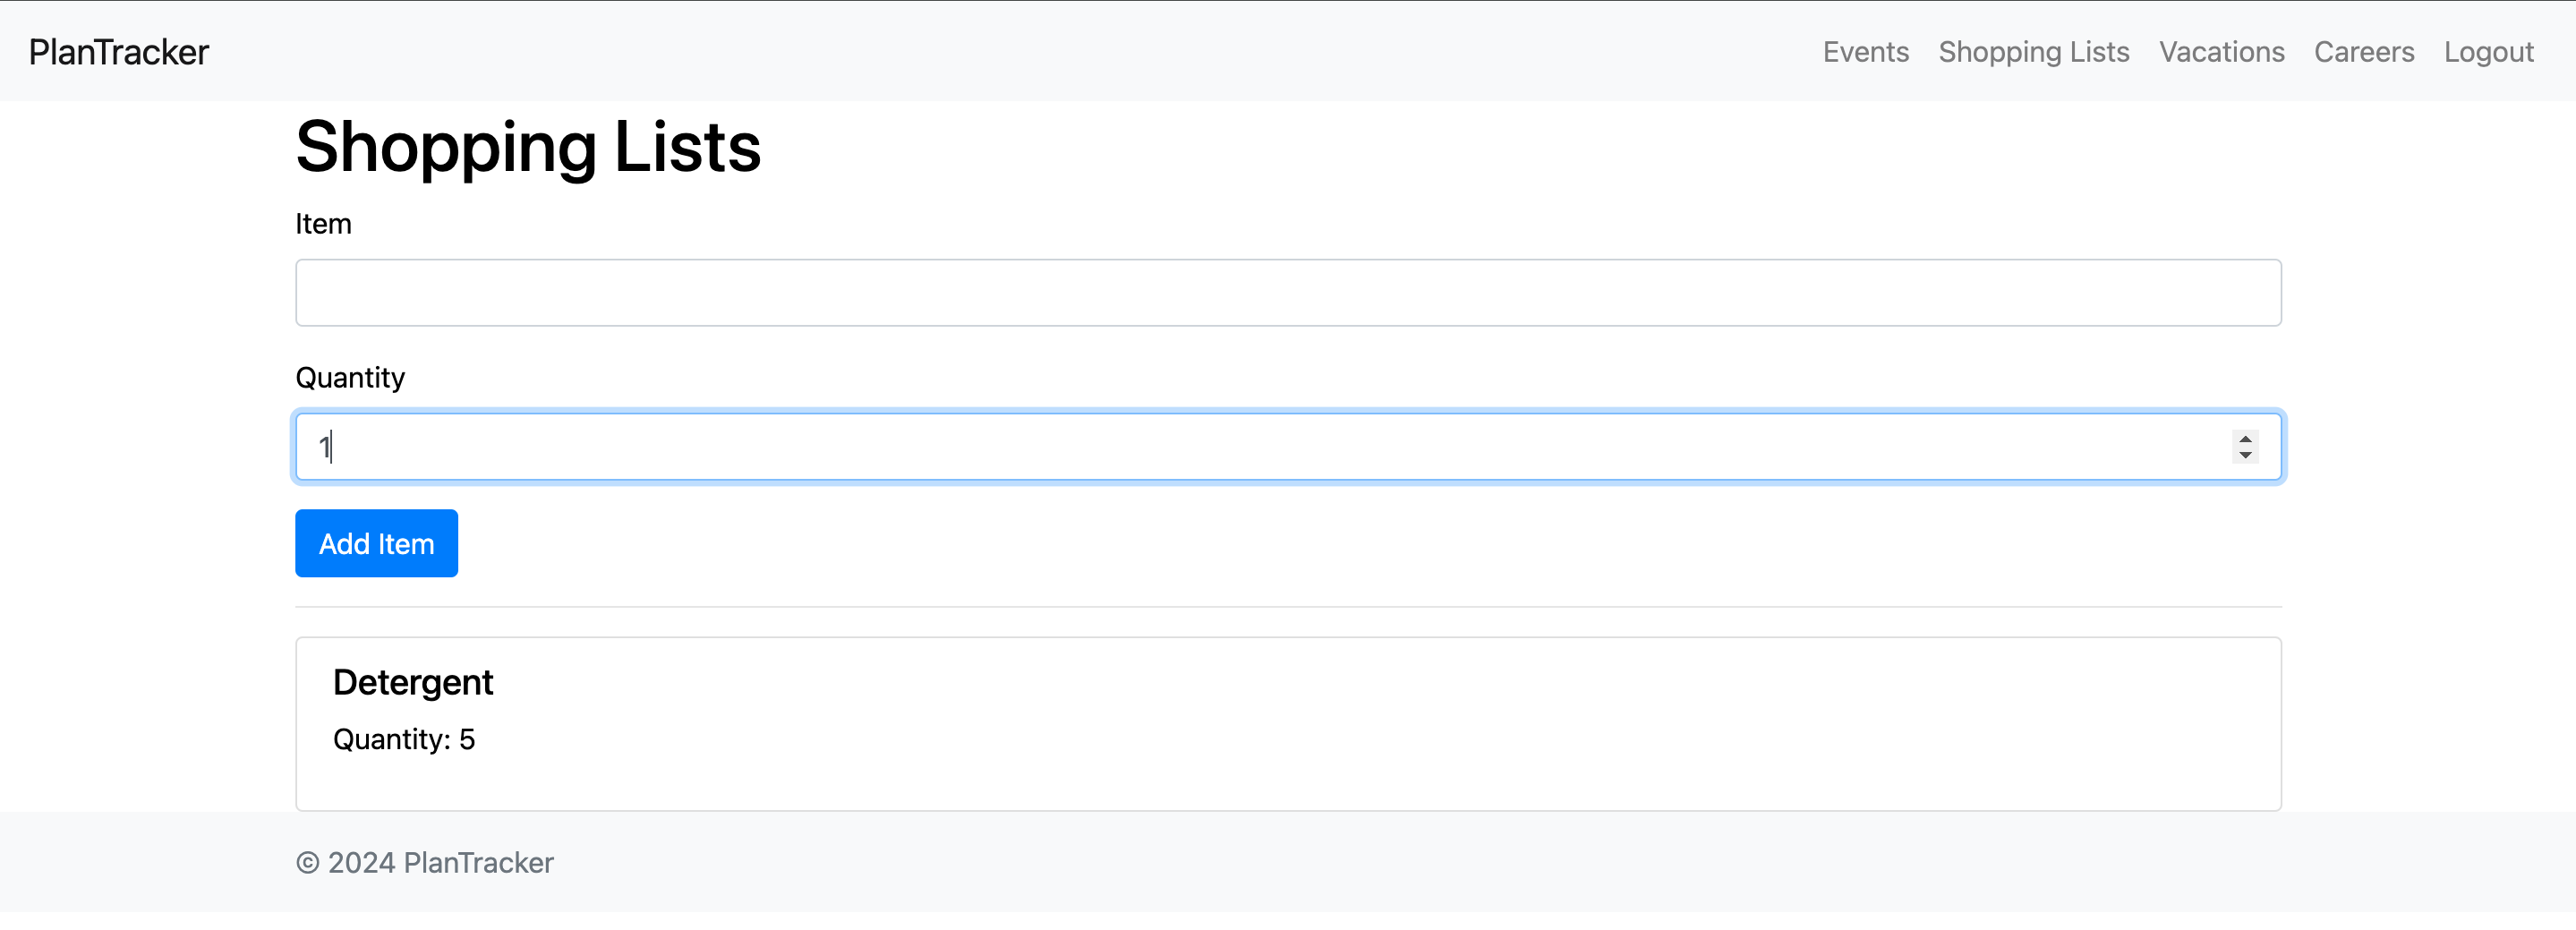 PlanTracker Events Shopping Lists Vacations Careers Logout
Shopping Lists
Item
Quantity
1
Add Item
Detergent
Quantity: 5
© 2024 PlanTracker